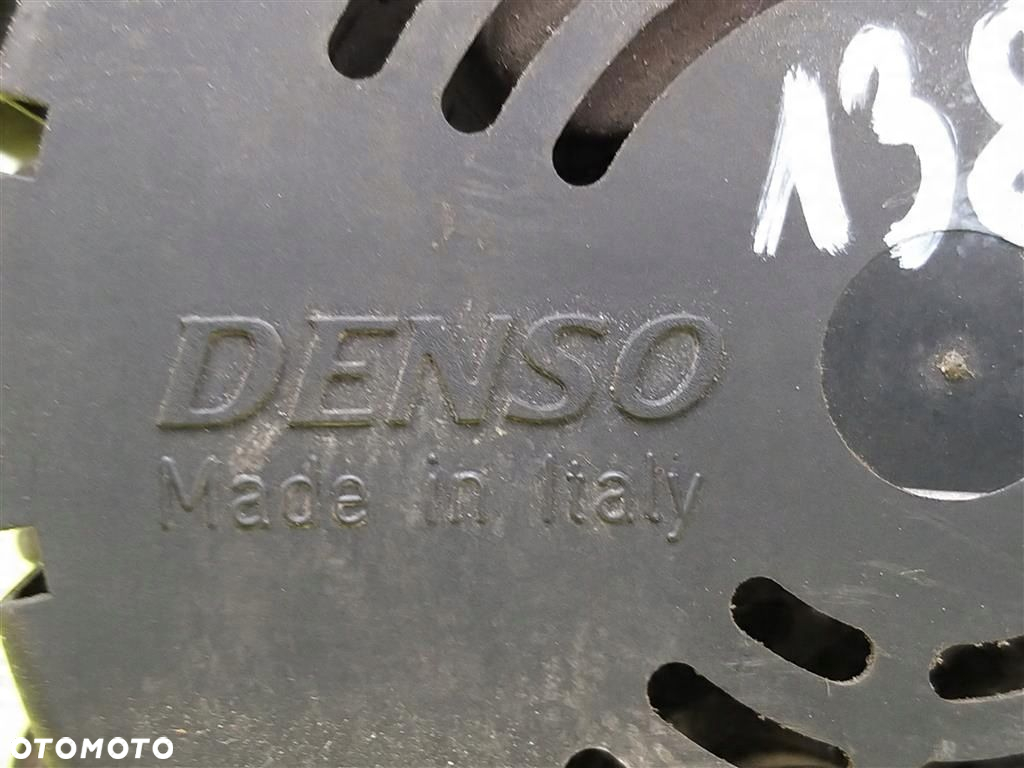 138
DENSO
Made in Italy
OTOMOTO